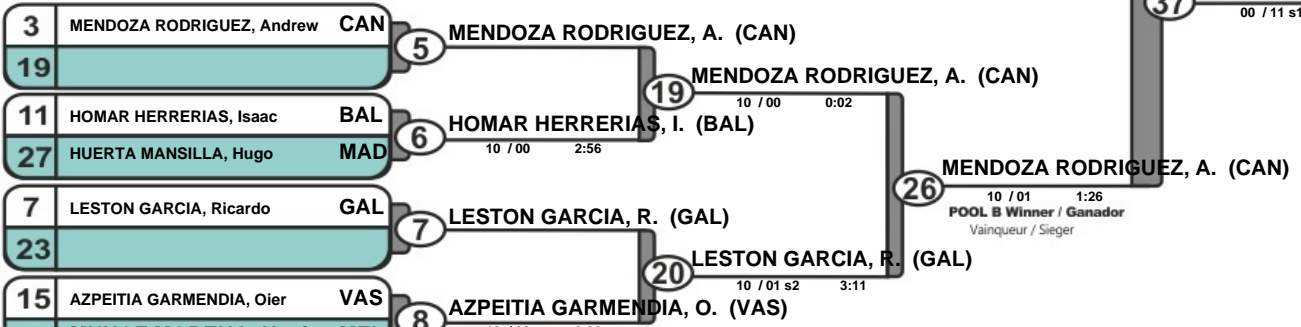 37
00 / 11 s1
3 MENDOZA RODRIGUEZ, Andrew CAN
19
5 MENDOZA RODRIGUEZ, A. (CAN)
19 MENDOZA RODRIGUEZ, A. (CAN)
10 / 00 0:02
11 HOMAR HERRERIAS, Isaac BAL
27 HUERTA MANSILLA, Hugo MAD
6 HOMAR HERRERIAS, I. (BAL)
10 / 00 2:56
26 MENDOZA RODRIGUEZ, A. (CAN)
10 / 01 1:26
POOL B Winner / Ganador
Vainqueur / Sieger
7 LESTON GARCIA, Ricardo GAL
23
7 LESTON GARCIA, R. (GAL)
20 LESTON GARCIA, R. (GAL)
10 / 01 s2 3:11
15 AZPEITIA GARMENDIA, Oier VAS
8 AZPEITIA GARMENDIA, O. (VAS)